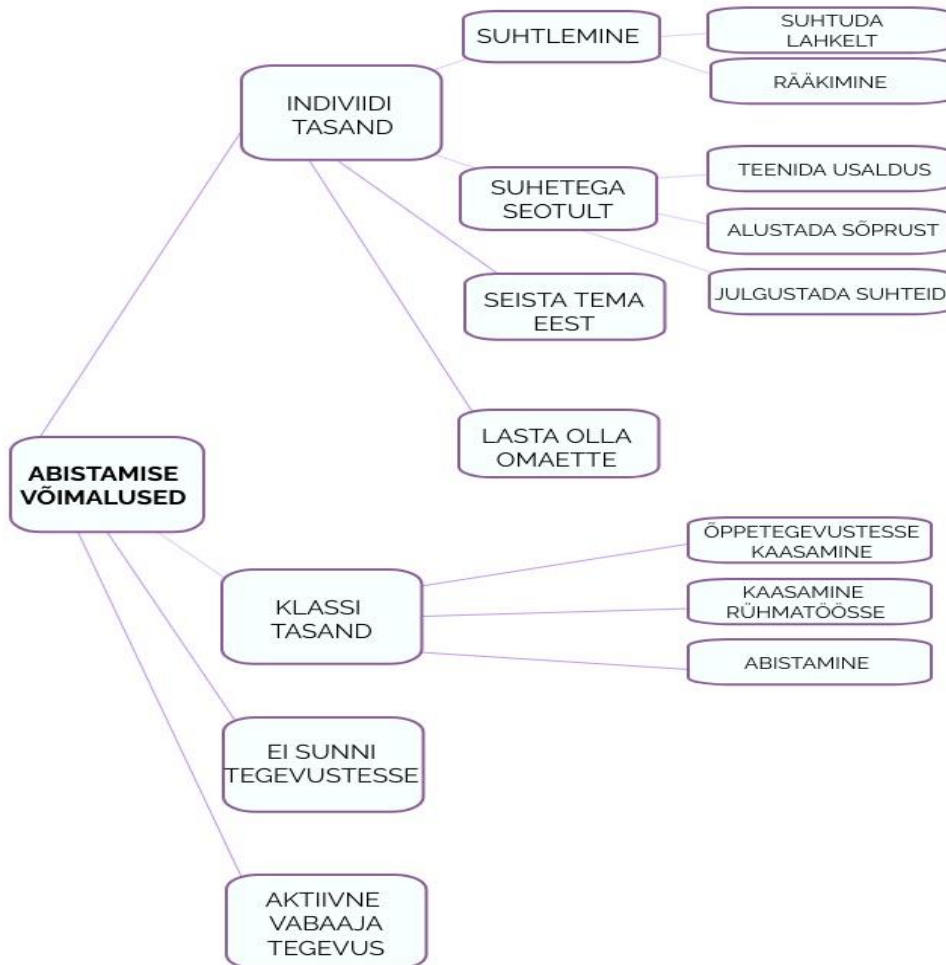 SUHTLEMINE
SUHTUDA
LAHKELT
RÄÄKIMINE
INDIVIIDI
TASAND
SUHETEGA
SEOTULT
TEENIDA USALDUS
ALUSTADA SÕPRUST
JULGUSTADA SUHTEID
SEISTA TEMA
EEST
LASTA OLLA
OMAETTE
ABISTAMISE
VÕIMALUSED
KLASSI
TASAND
ÕPPETEGEVUSTESSE
KAASAMINE
KAASAMINE
RÜHMATÖÖSSE
ABISTAMINE
EI SUNNI
TEGEVUSTESSE
AKTIIVNE
VABAAJA
TEGEVUS